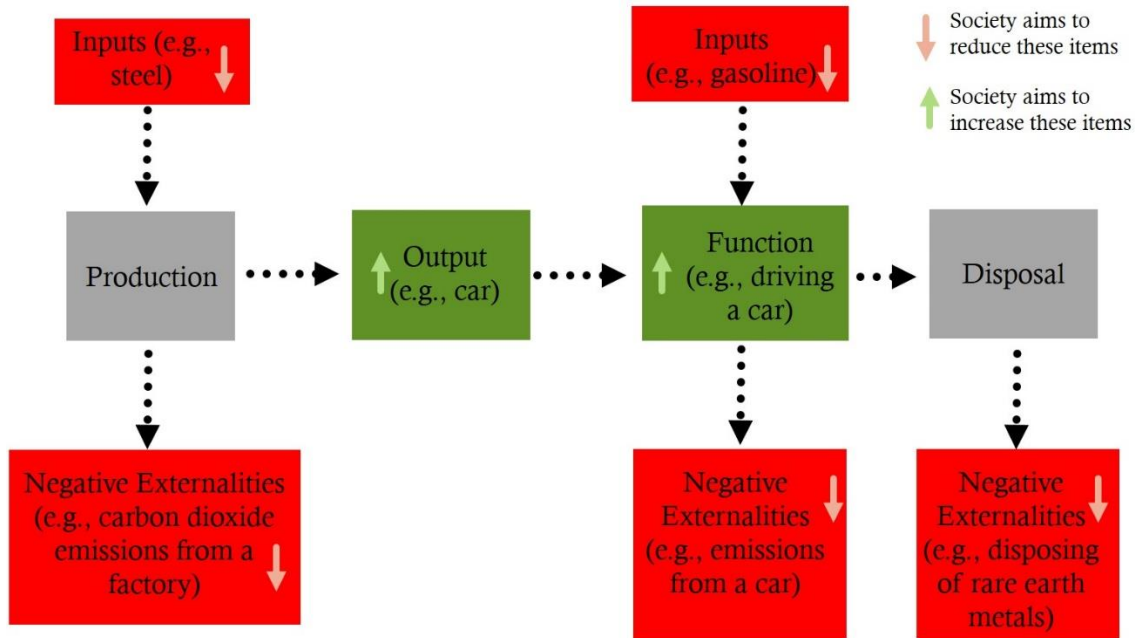 Inputs (e.g.,
steel)
Inputs
(e.g., gasoline)
Society aims to
reduce these items
Society aims to
increase these items
Production
Output
(e.g., car)
Function
(e.g., driving
a car)
Disposal
Negative Externalities
(e.g., carbon dioxide
emissions from a
factory)
Negative
Externalities
(e.g., emissions
from a car)
Negative
Externalities
(e.g., disposing
of rare earth
metals)